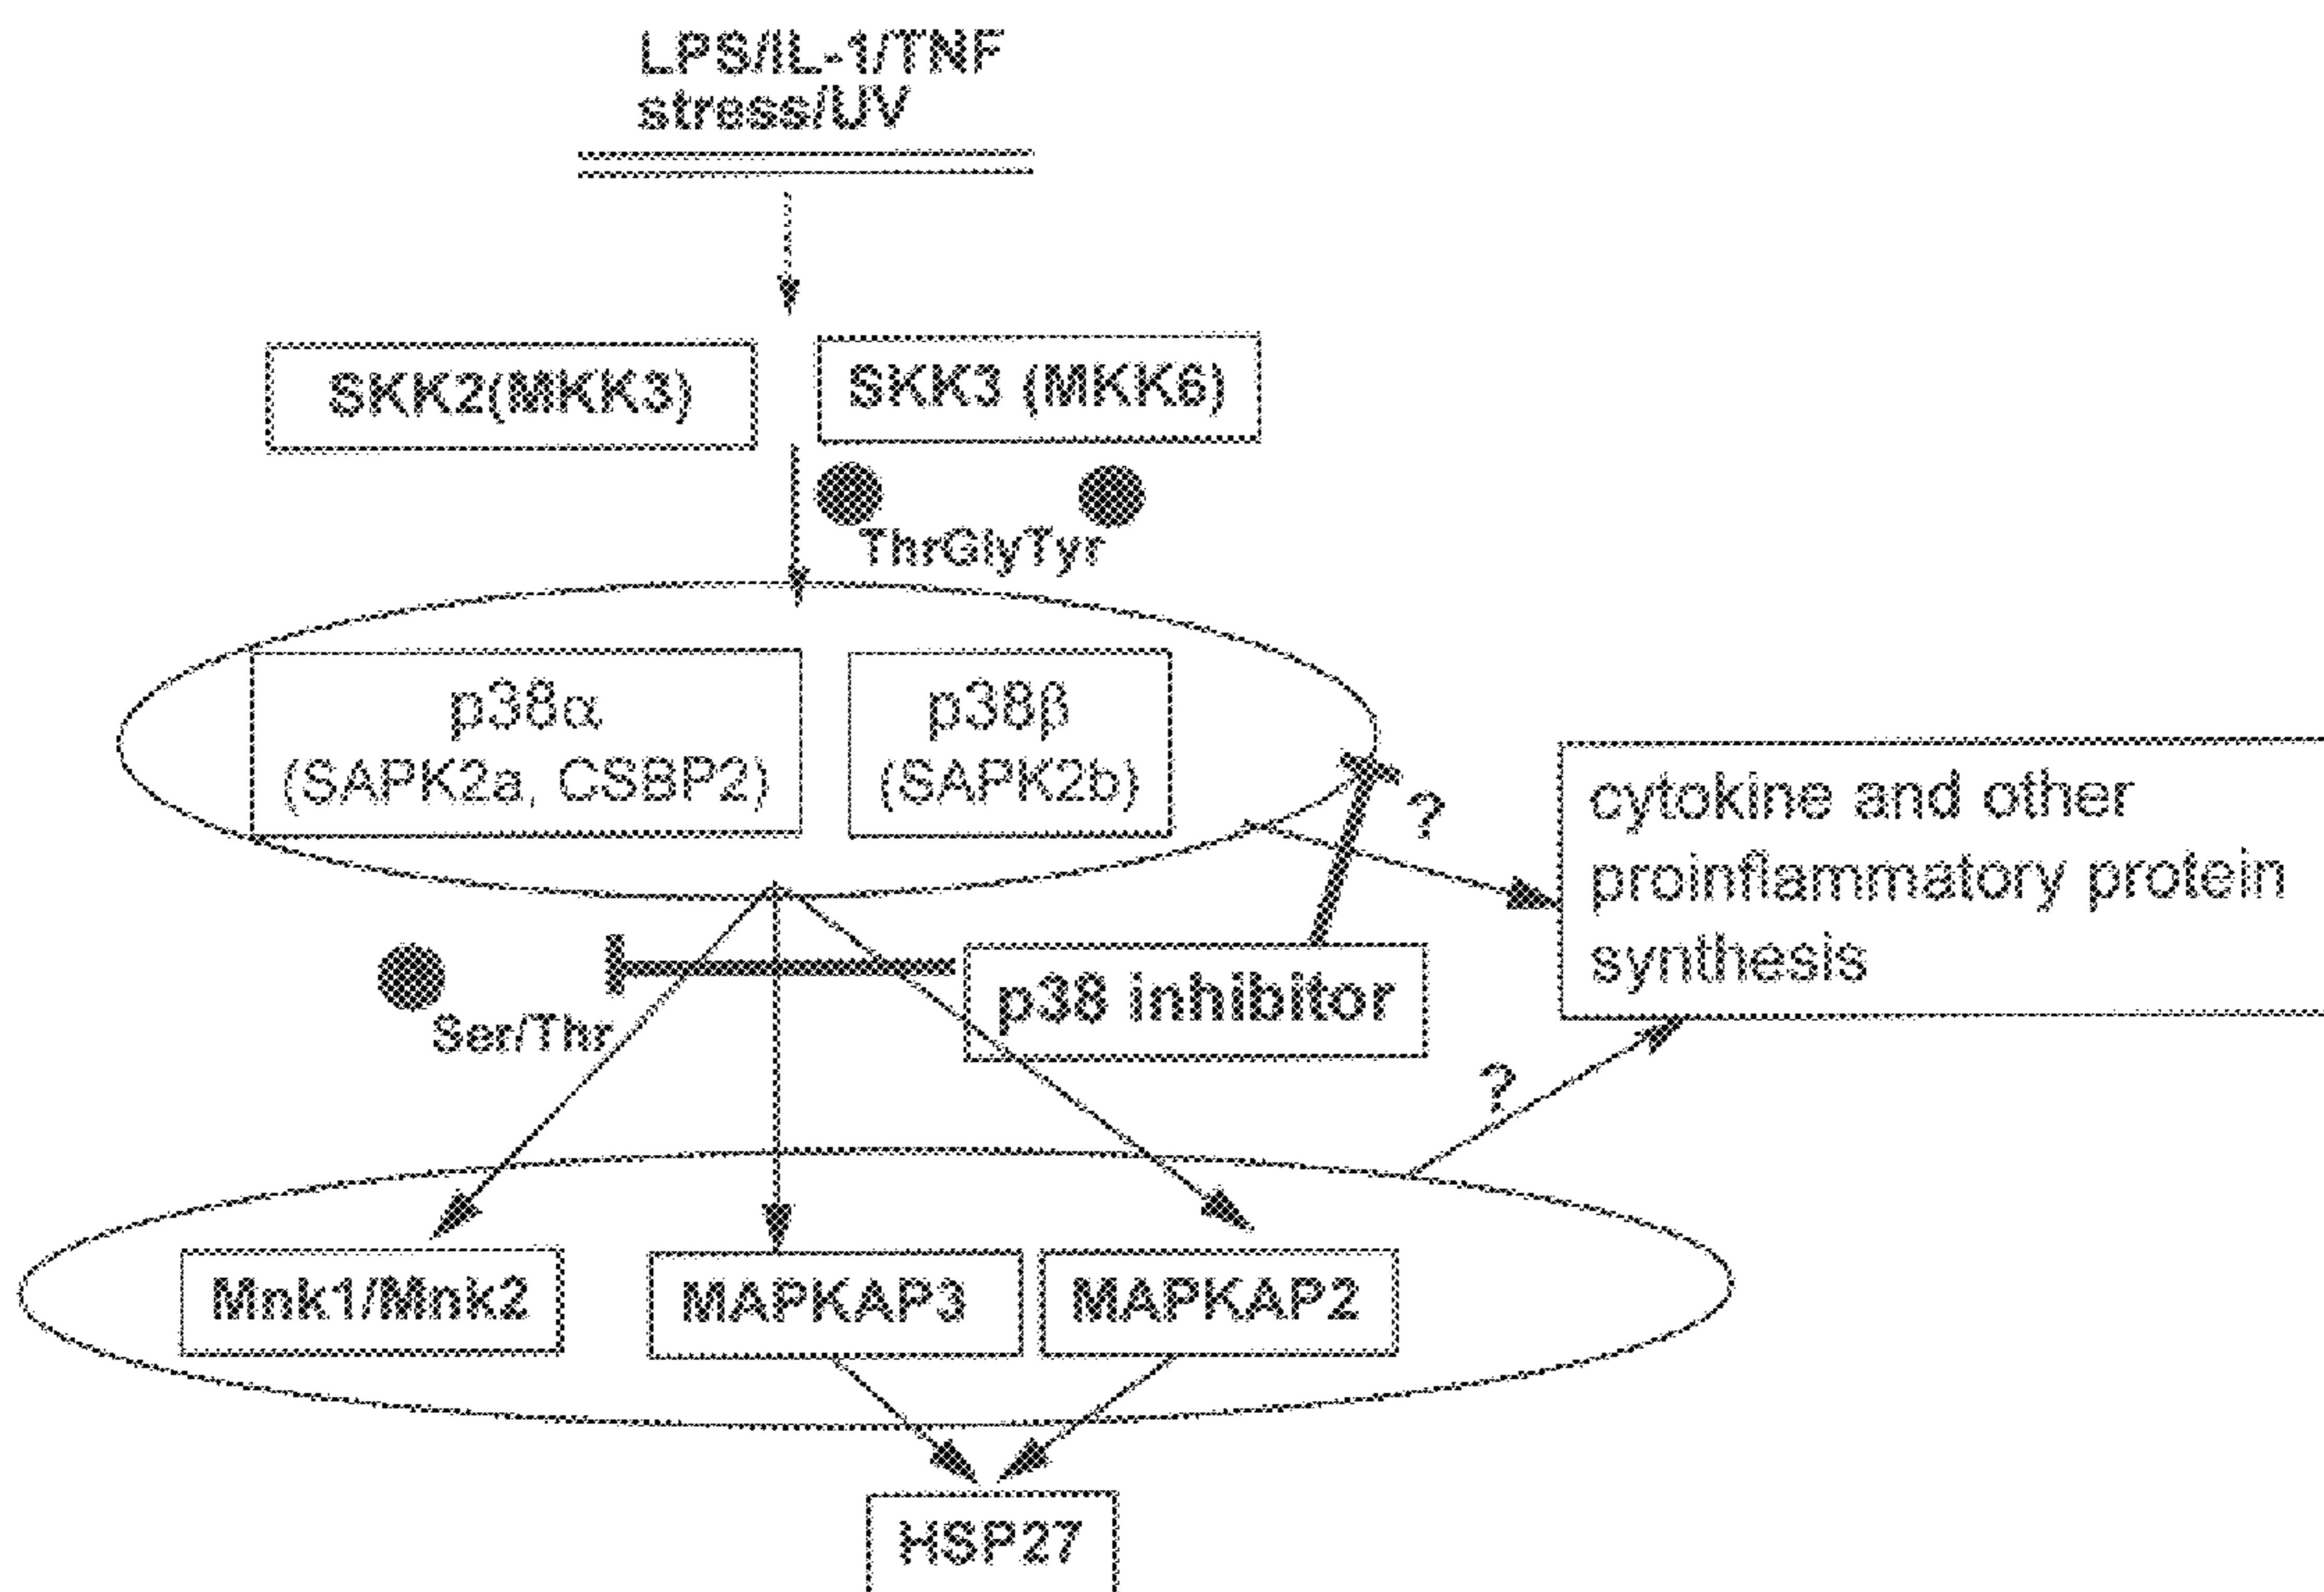 LPS/IL-1/TNF
stress/UV
SKK2(MKK3)
SKK3 (MKK6)
ThrGlyTyr
p38α
(SAPK2a, CSBP2)
p38β
(SAPK2b)
?
cytokine and other
proinflammatory protein
synthesis
p38 inhibitor
Ser/Thr
?
Mnk1/Mnk2
MAPKAP3
MAPKAP2
HSP27